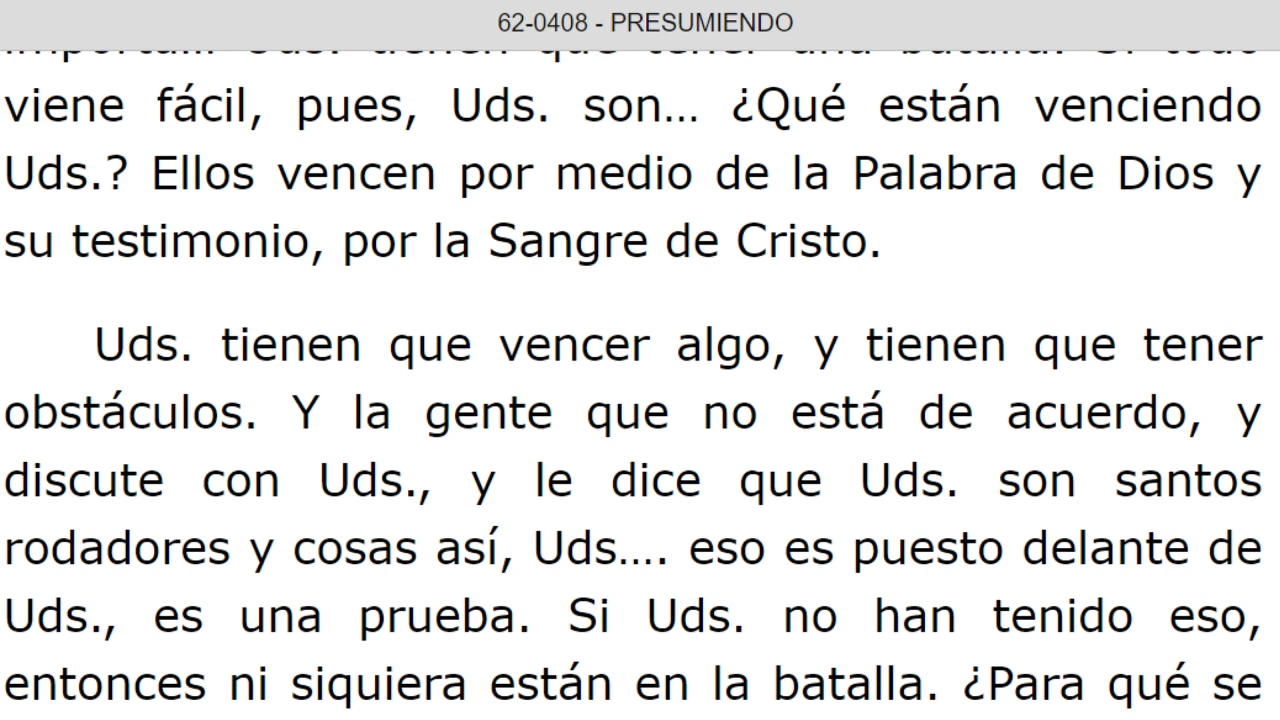 62-0408 - PRESUMIENDO
viene fácil, pues, Uds. son... ¿Qué están venciendo
Uds.? Ellos vencen por medio de la Palabra de Dios y
su testimonio, por la Sangre de Cristo.
Uds. tienen que vencer algo, y tienen que tener
obstáculos. Y la gente que no está de acuerdo, y
discute con Uds., y le dice que Uds. son santos
rodadores y cosas así, Uds.... eso es puesto delante de
Uds., es una prueba. Si Uds. no han tenido eso,
entonces ni siquiera están en la batalla. ¿Para qué se